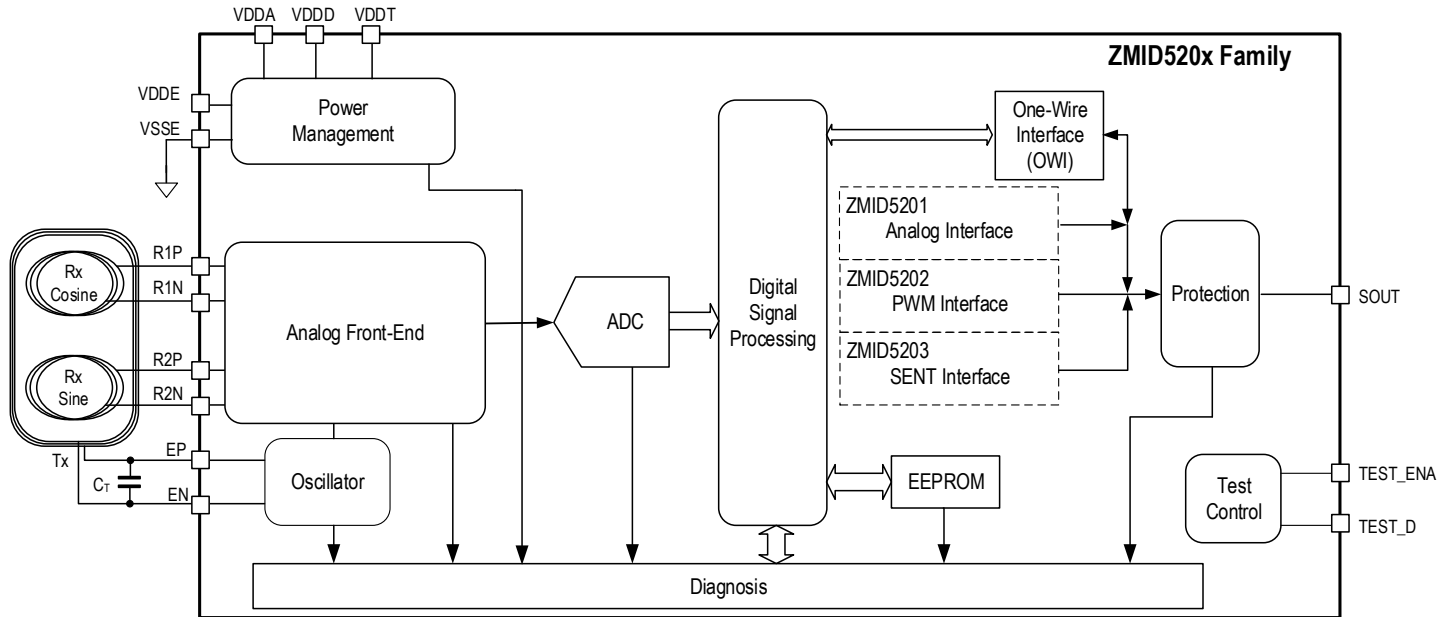 VDDA VDDD VDDT
ZMID520x Family
VDDE
VSSE
Power
Management
One-Wire
Interface
(OWI)
ZMID5201
Analog Interface
ZMID5202
PWM Interface
ZMID5203
SENT Interface
R1P
R1N
R2P
R2N
Rx
Cosine
Rx
Sine
Analog Front-End
ADC
Digital
Signal
Processing
Protection
SOUT
Tx
CT
EP
EN
Oscillator
EEPROM
Test
Control
TEST_ENA
TEST_D
Diagnosis